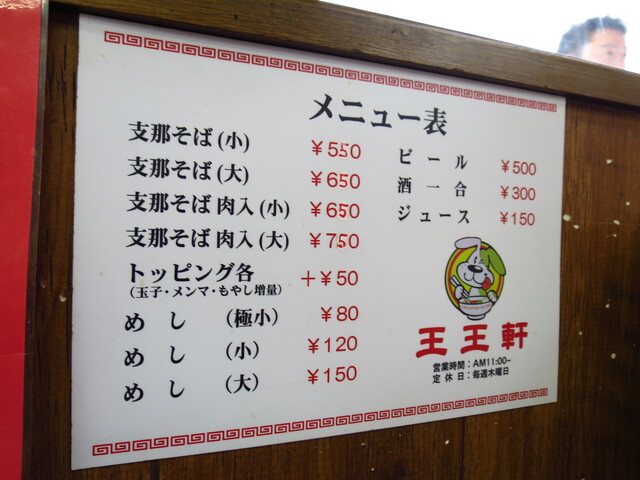 メニュー表
支那そば(小) ¥550
支那そば(大) ¥650
支那そば 肉入(小) ¥650
支那そば 肉入(大) ¥750
トッピング各 +¥50
(玉子・メンマ・もやし増量)
めし (極小) ¥80
めし (小) ¥120
めし (大) ¥150
ビール ¥500
酒一合 ¥300
ジュース ¥150
王王軒
営業時間:AM11:00~
定休日:毎週木曜日